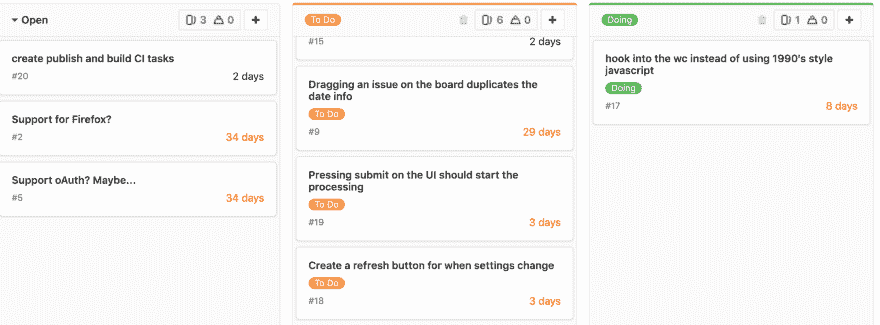 Open 3 0 +
create publish and build CI tasks
#20 2 days
Support for Firefox?
#2 34 days
Support oAuth? Maybe...
#5 34 days
To Do 6 0 +
#15 2 days
Dragging an issue on the board duplicates the
date info
To Do
#9 29 days
Pressing submit on the UI should start the
processing
To Do
#19 3 days
Create a refresh button for when settings change
To Do
#18 3 days
Doing 1 0 +
hook into the wc instead of using 1990's style
javascript
Doing
#17 8 days